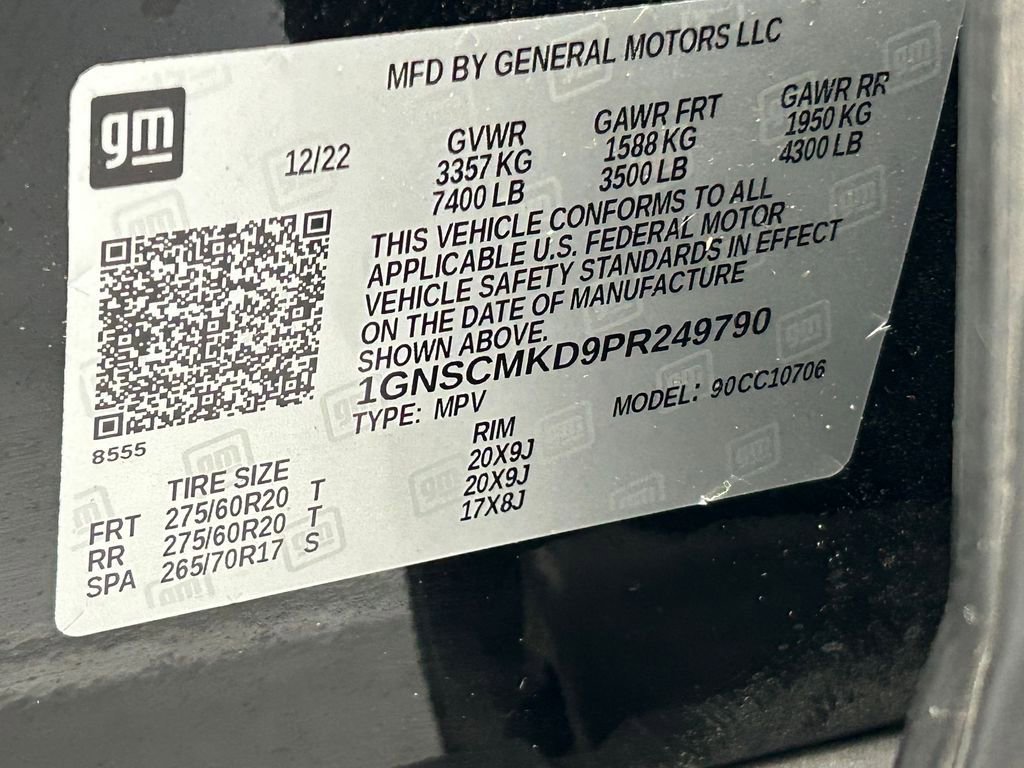 MFD BY GENERAL MOTORS LLC
gm
12/22
GVWR GAWR FRT GAWR RR
3357 KG 1588 KG 1950 KG
7400 LB 3500 LB 4300 LB
THIS VEHICLE CONFORMS TO ALL
APPLICABLE U.S. FEDERAL MOTOR
VEHICLE SAFETY STANDARDS IN EFFECT
ON THE DATE OF MANUFACTURE
SHOWN ABOVE.
1GNSCMKD9PR249790
TYPE: MPV MODEL: 90CC10706
8555
TIRE SIZE RIM
FRT 275/60R20 T 20X9J
RR 275/60R20 T 20X9J
SPA 265/70R17 S 17X8J